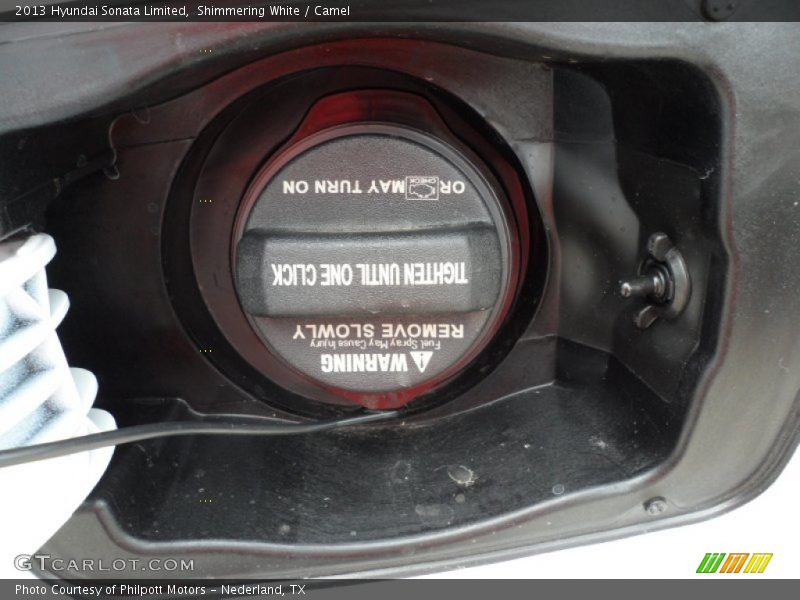 2013 Hyundai Sonata Limited,  Shimmering White / Camel
WARNING
Fuel Spray May Cause Injury
REMOVE SLOWLY
TIGHTEN UNTIL ONE CLICK
OR CHECK MAY TURN ON
GTCARLOT.COM
Photo Courtesy of Philpott Motors - Nederland, TX